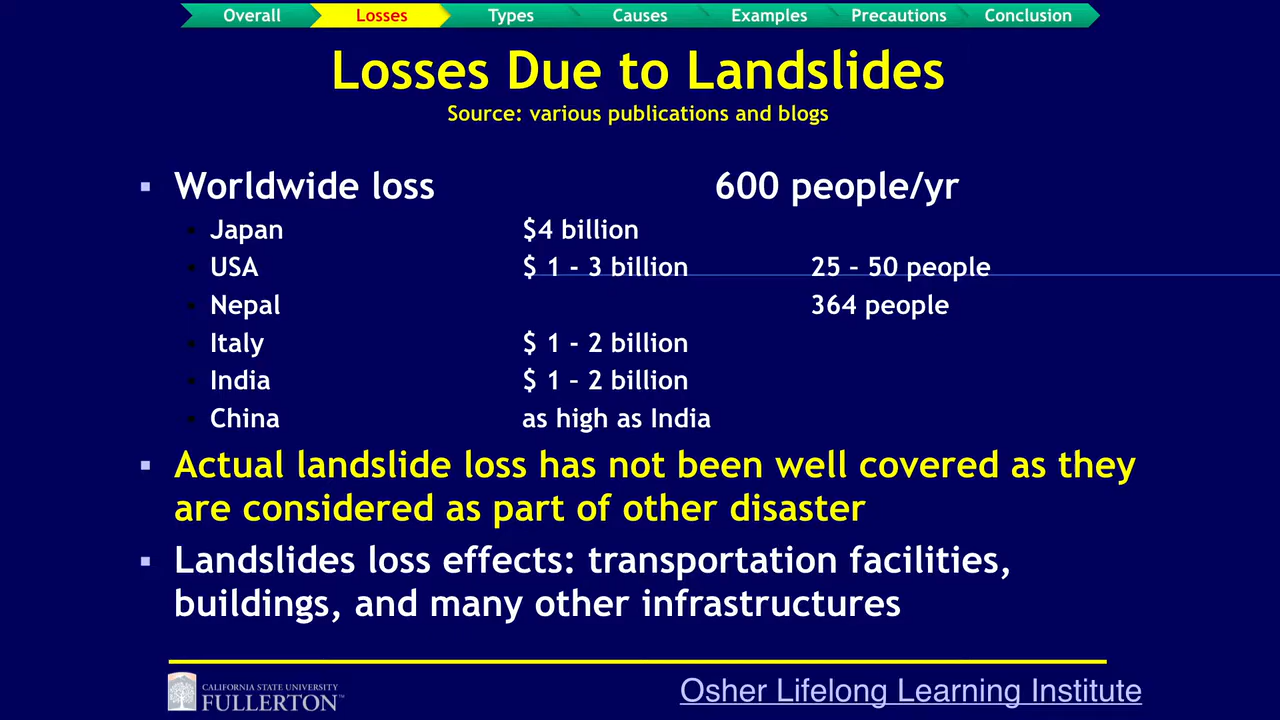 Overall Losses Types Causes Examples Precautions Conclusion
Losses Due to Landslides
Source: various publications and blogs
▪ Worldwide loss 600 people/yr
• Japan $4 billion
• USA $ 1 - 3 billion 25 – 50 people
• Nepal 364 people
• Italy $ 1 - 2 billion
• India $ 1 – 2 billion
• China as high as India
▪ Actual landslide loss has not been well covered as they
are considered as part of other disaster
▪ Landslides loss effects: transportation facilities,
buildings, and many other infrastructures
CALIFORNIA STATE UNIVERSITY
FULLERTON™
Osher Lifelong Learning Institute